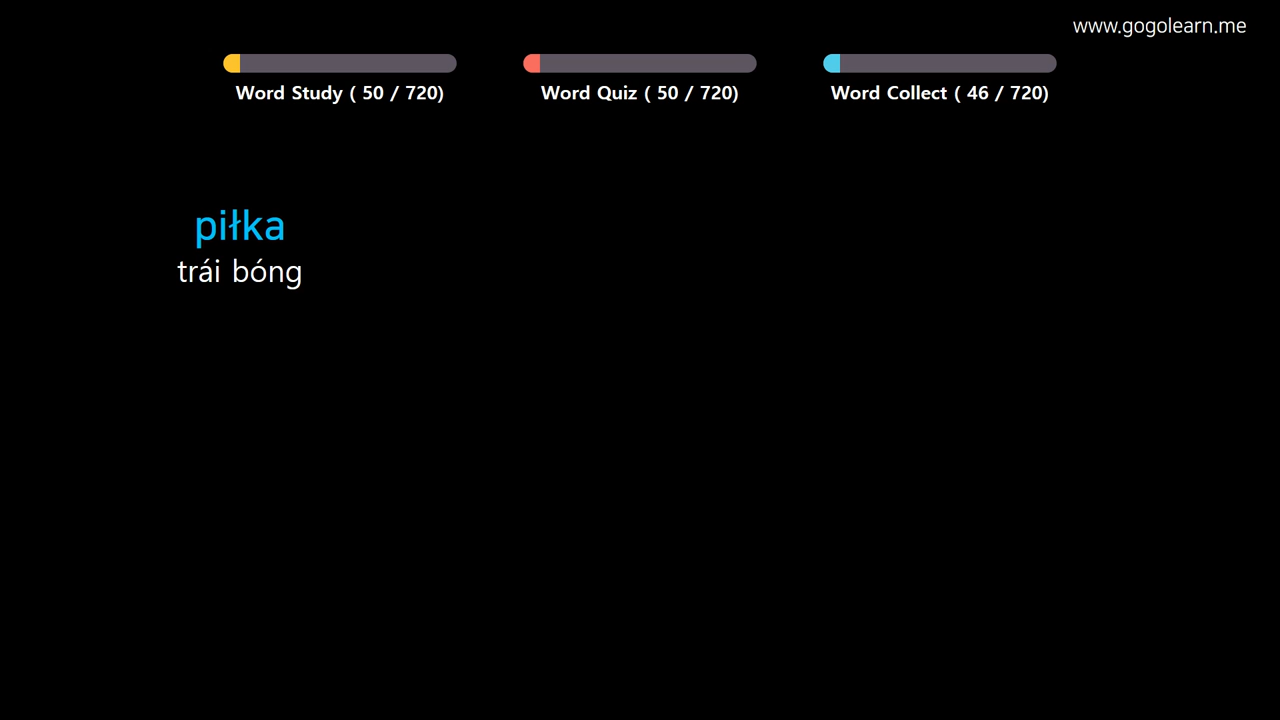 www.gogolearn.me
Word Study ( 50 / 720)
Word Quiz ( 50 / 720)
Word Collect ( 46 / 720)
piłka
trái bóng